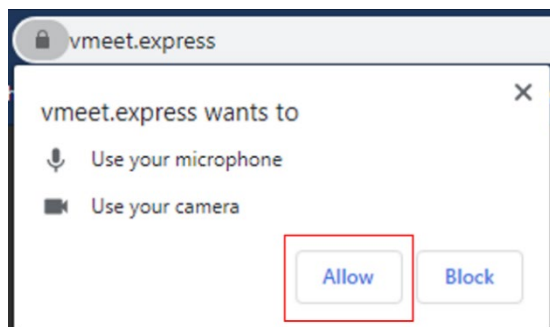 vmeet.express
vmeet.express wants to
Use your microphone
Use your camera
Allow
Block